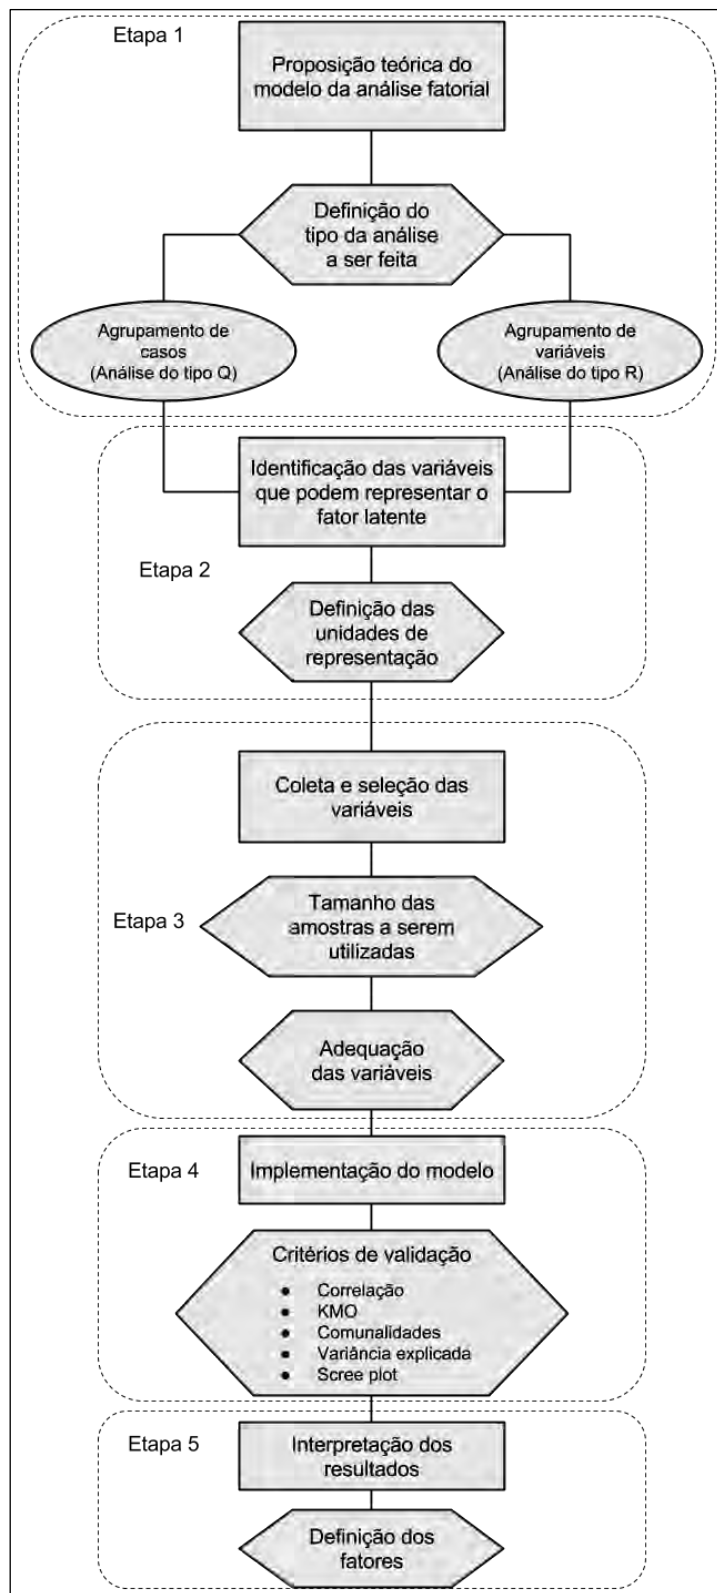 Etapa 1
Proposição teórica do
modelo da análise fatorial
Definição do
tipo da análise
a ser feita
Agrupamento de
casos
(Análise do tipo Q)
Agrupamento de
variáveis
(Análise do tipo R)
Identificação das variáveis
que podem representar o
fator latente
Etapa 2
Definição das
unidades de
representação
Coleta e seleção das
variáveis
Etapa 3
Tamanho das
amostras a serem
utilizadas
Adequação
das variáveis
Etapa 4
Implementação do modelo
Critérios de validação
● Correlação
● KMO
● Comunalidades
● Variância explicada
● Scree plot
Etapa 5
Interpretação dos
resultados
Definição dos
fatores